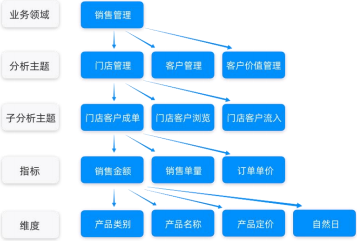 业务领域 销售管理
分析主题 门店管理 客户管理 客户价值管理
子分析主题 门店客户成单 门店客户浏览 门店客户流入
指标 销售金额 销售单量 订单单价
维度 产品类别 产品名称 产品定价 自然日